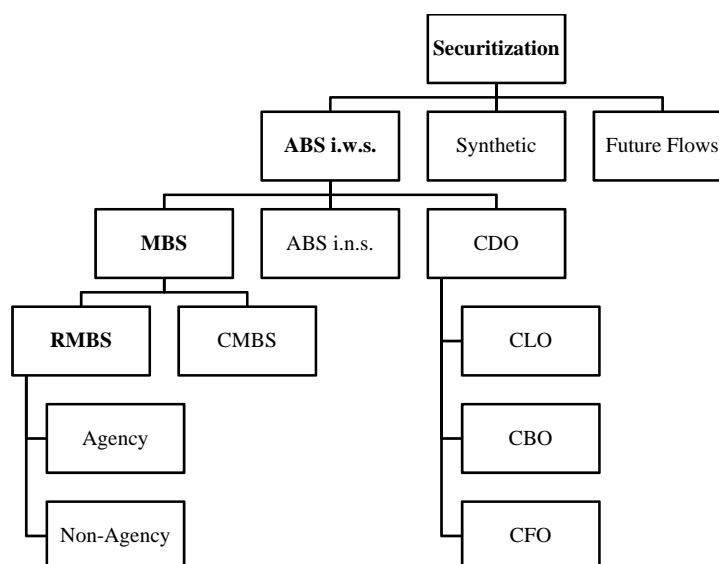 Securitization
ABS i.w.s.
Synthetic
Future Flows
MBS
ABS i.n.s.
CDO
RMBS
CMBS
CLO
Agency
CBO
Non-Agency
CFO